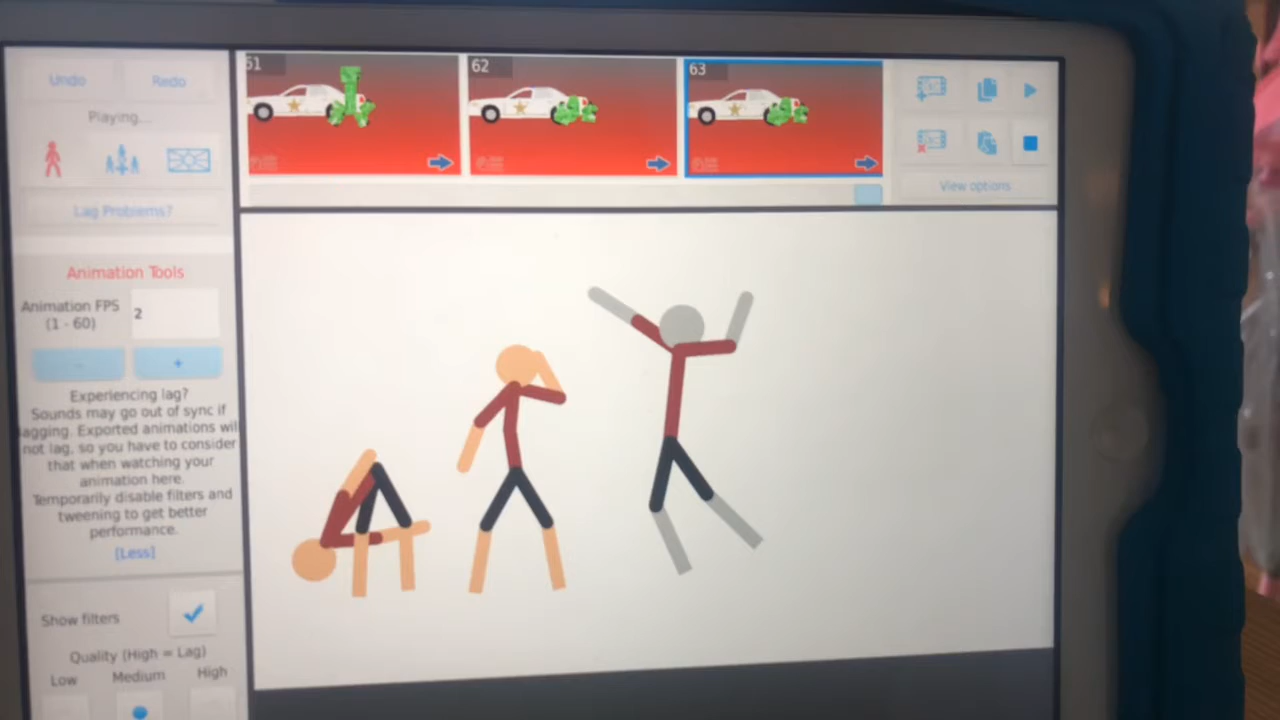 Undo Redo
Playing...
Lag Problems?
Animation Tools
Animation FPS
(1 - 60)
2
-
+
Experiencing lag?
Sounds may go out of sync if
lagging. Exported animations will
not lag, so you have to consider
that when watching your
animation here.
Temporarily disable filters and
tweening to get better
performance.
[Less]
Show filters
Quality (High = Lag)
Low Medium High
61 62 63
View options